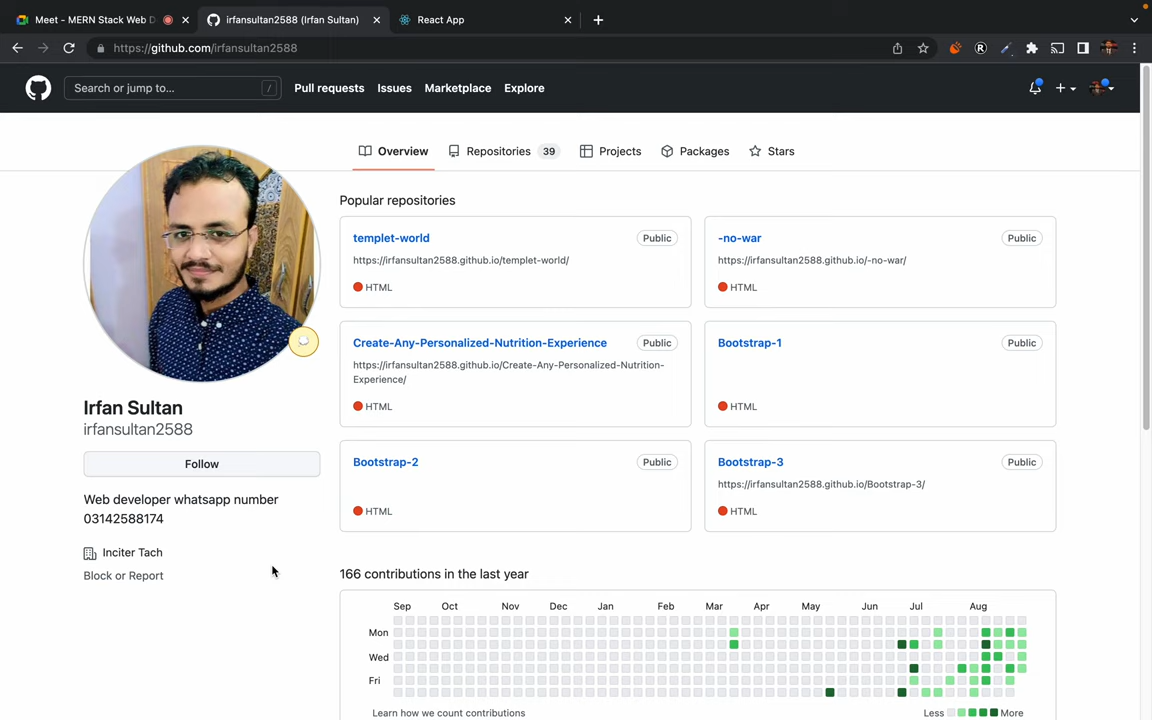 Meet - MERN Stack Web D
irfansultan2588 (Irfan Sultan)
React App
https://github.com/irfansultan2588
Search or jump to...
/
Pull requests
Issues
Marketplace
Explore
Overview
Repositories 39
Projects
Packages
Stars
Irfan Sultan
irfansultan2588
Follow
Web developer whatsapp number
03142588174
Inciter Tach
Block or Report
Popular repositories
templet-world
Public
https://irfansultan2588.github.io/templet-world/
HTML
-no-war
Public
https://irfansultan2588.github.io/-no-war/
HTML
Create-Any-Personalized-Nutrition-Experience
Public
https://irfansultan2588.github.io/Create-Any-Personalized-Nutrition-
Experience/
HTML
Bootstrap-1
Public
HTML
Bootstrap-2
Public
HTML
Bootstrap-3
Public
https://irfansultan2588.github.io/Bootstrap-3/
HTML
166 contributions in the last year
Sep Oct Nov Dec Jan Feb Mar Apr May Jun Jul Aug
Mon
Wed
Fri
Learn how we count contributions
Less
More